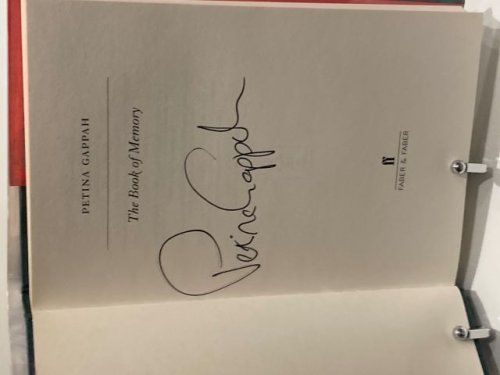 PETINA GAPPAH
The Book of Memory
Petina Gappah
ff
FABER & FABER